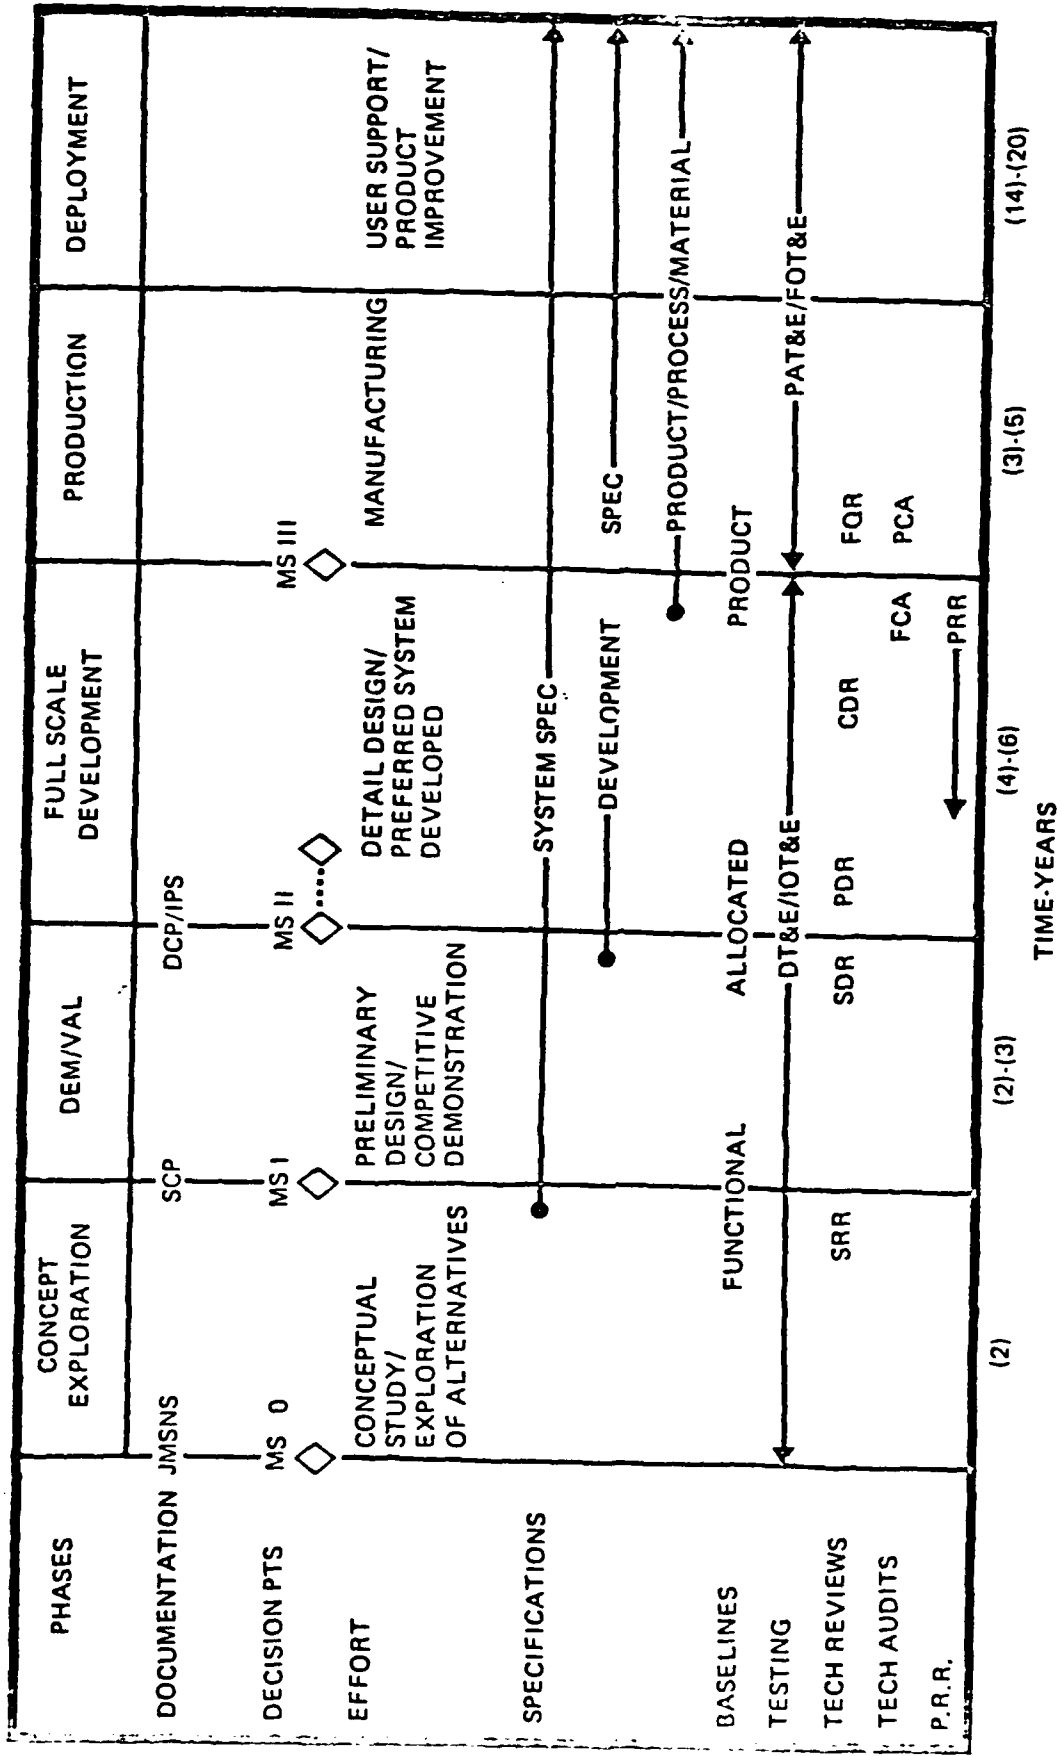 PHASES
CONCEPT
EXPLORATION
DEM/VAL
FULL SCALE
DEVELOPMENT
PRODUCTION
DEPLOYMENT
DOCUMENTATION
JMSNS
SCP
DCP/IPS
DECISION PTS
MS 0
MS I
MS II
MS III
EFFORT
CONCEPTUAL
STUDY/
EXPLORATION
OF ALTERNATIVES
PRELIMINARY
DESIGN/
COMPETITIVE
DEMONSTRATION
DETAIL DESIGN/
PREFERRED SYSTEM
DEVELOPED
MANUFACTURING
USER SUPPORT/
PRODUCT
IMPROVEMENT
SPECIFICATIONS
SYSTEM SPEC
DEVELOPMENT
SPEC
PRODUCT/PROCESS/MATERIAL
BASELINES
FUNCTIONAL
ALLOCATED
PRODUCT
TESTING
DT&E/IOT&E
PAT&E/FOT&E
TECH REVIEWS
SRR
SDR
PDR
CDR
FQR
TECH AUDITS
FCA
PCA
P.R.R.
PRR
(2)
(2)-(3)
(4)-(6)
(3)-(5)
(14)-(20)
TIME-YEARS